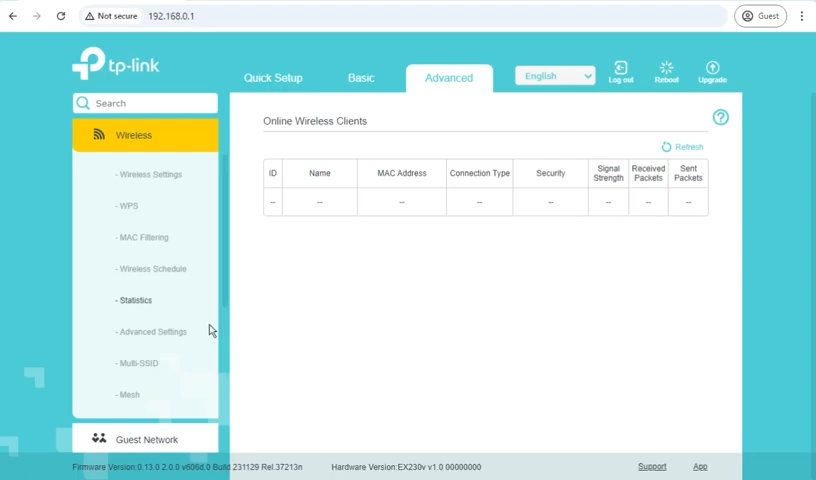 Not secure 192.168.0.1 Guest
tp-link
Quick Setup Basic Advanced English Log out Reboot Upgrade
Search
Wireless
- Wireless Settings
- WPS
- MAC Filtering
- Wireless Schedule
- Statistics
- Advanced Settings
- Multi-SSID
- Mesh
Guest Network
Online Wireless Clients
?
Refresh
ID Name MAC Address Connection Type Security Signal Strength Received Packets Sent Packets
-- -- -- -- -- -- -- --
Firmware Version:0.13.0 2.0.0 v606d.0 Build 231129 Rel.37213n Hardware Version:EX230v v1.0 00000000 Support App